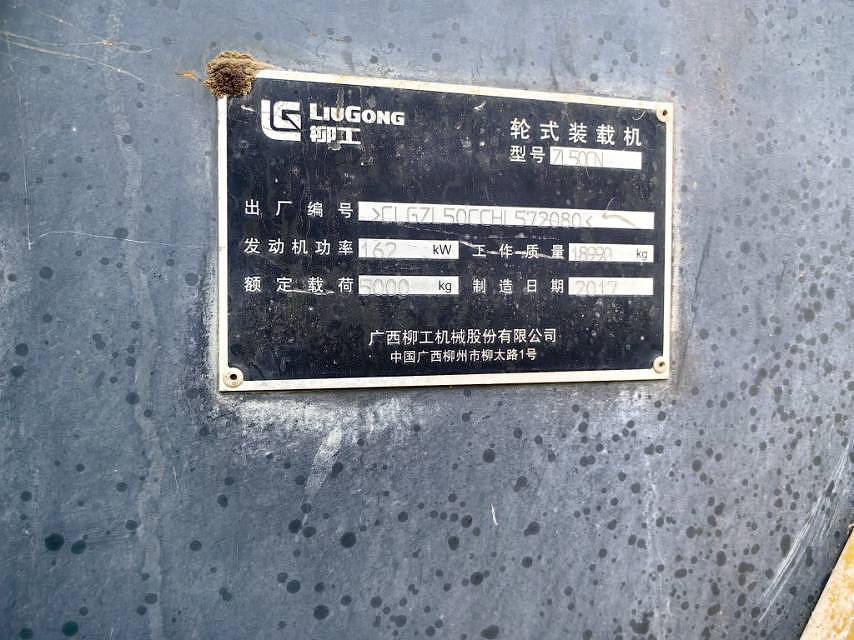 LIUGONG
柳工
轮式装载机
型号 ZL50CN
出厂编号 >CLGZL50CCHL572080<
发动机功率 162 kW 工作质量 18990 kg
额定载荷 5000 kg 制造日期 2017
广西柳工机械股份有限公司
中国广西柳州市柳太路1号